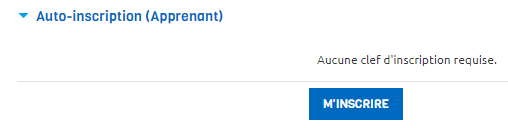 Auto-inscription (Apprenant)
Aucune clef d'inscription requise.
M'INSCRIRE